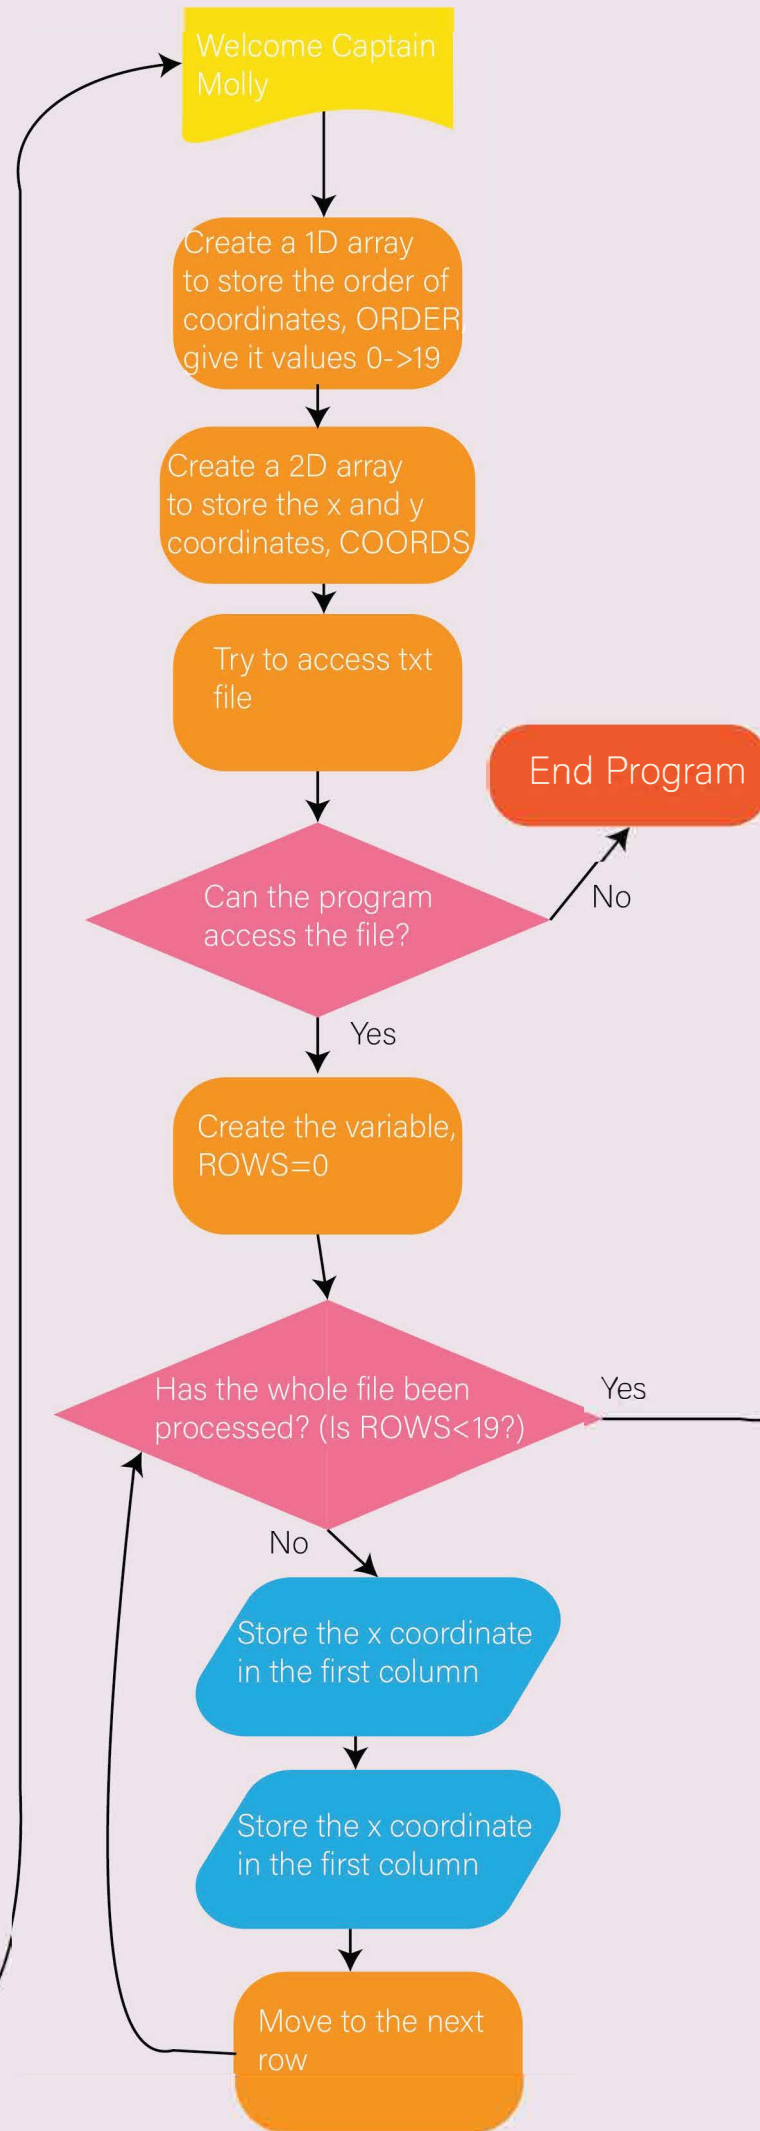 Welcome Captain
Molly
Create a 1D array
to store the order of
coordinates, ORDER,
give it values 0->19
Create a 2D array
to store the x and y
coordinates, COORDS
Try to access txt
file
End Program
Can the program
access the file?
No
Yes
Create the variable,
ROWS=0
Has the whole file been
processed? (Is ROWS<19?)
Yes
No
Store the x coordinate
in the first column
Store the x coordinate
in the first column
Move to the next
row